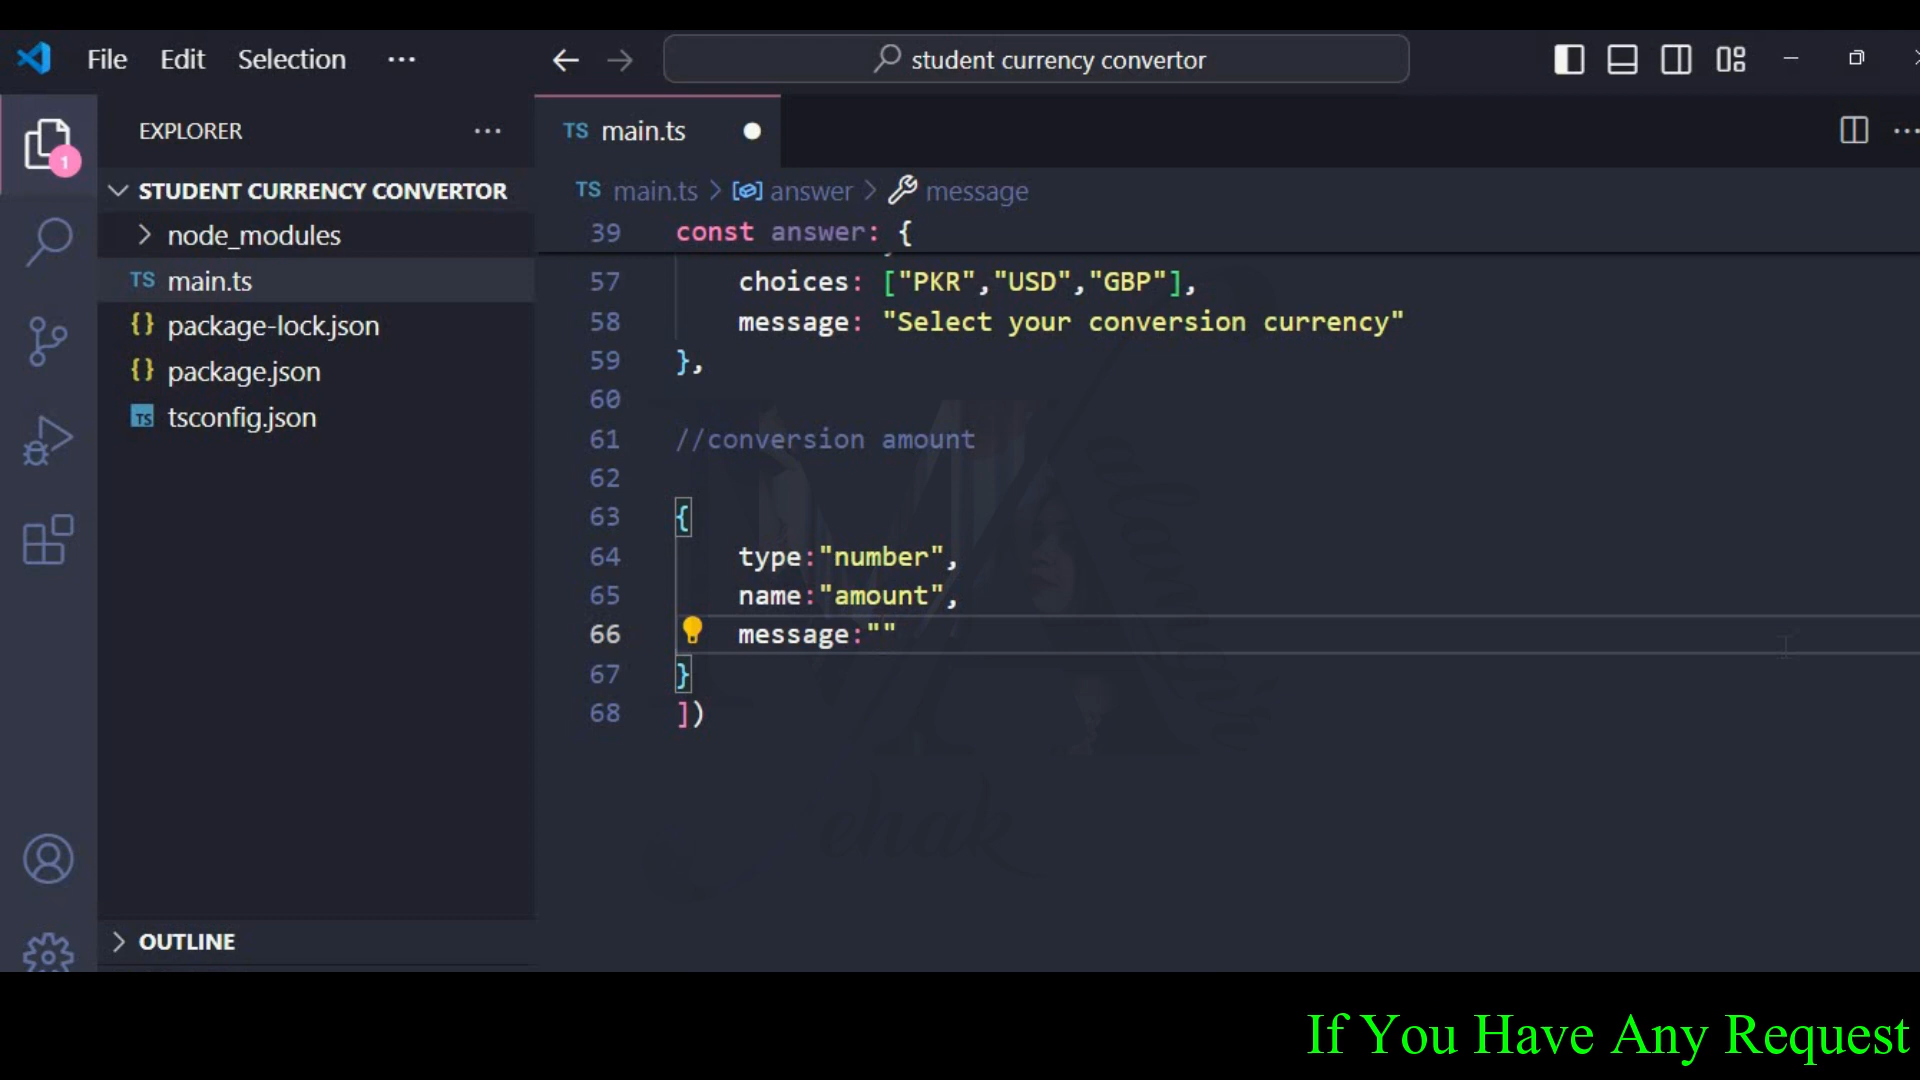 File Edit Selection ···
student currency convertor
EXPLORER ···
TS main.ts
1
STUDENT CURRENCY CONVERTOR
TS main.ts > answer > message
node_modules
39 const answer: {
TS main.ts
57 choices: ["PKR","USD","GBP"],
{} package-lock.json
58 message: "Select your conversion currency"
59 },
{} package.json
60
TS tsconfig.json
61 //conversion amount
62
63 {
64 type:"number",
65 name:"amount",
66 message:""
67 }
68 ])
ehak
OUTLINE
If You Have Any Request